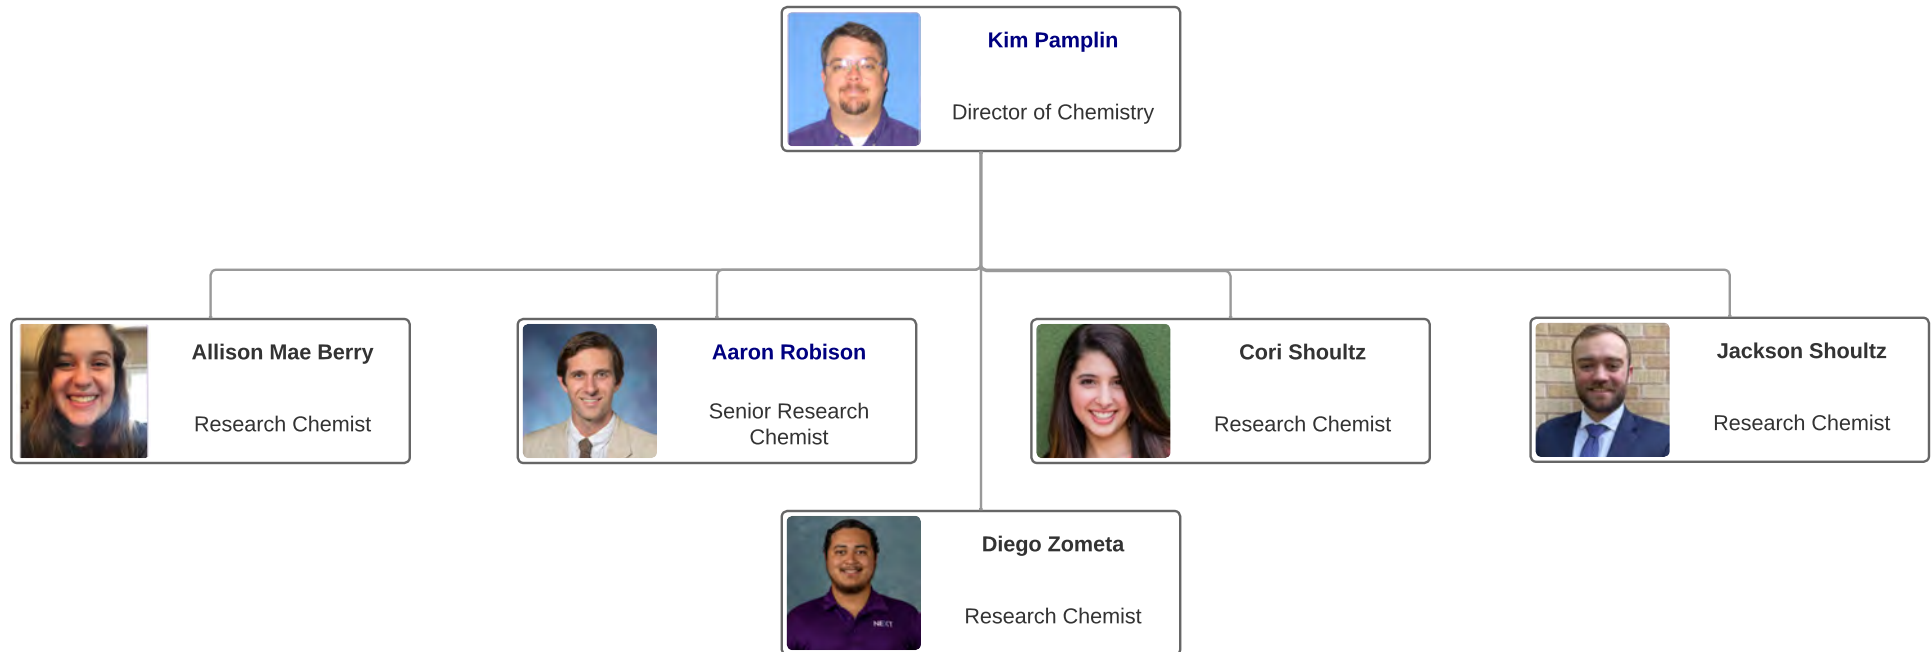 Kim Pamplin
Director of Chemistry
Allison Mae Berry
Research Chemist
Aaron Robison
Senior Research
Chemist
Cori Shoultz
Research Chemist
Jackson Shoultz
Research Chemist
Diego Zometa
Research Chemist
NEXT